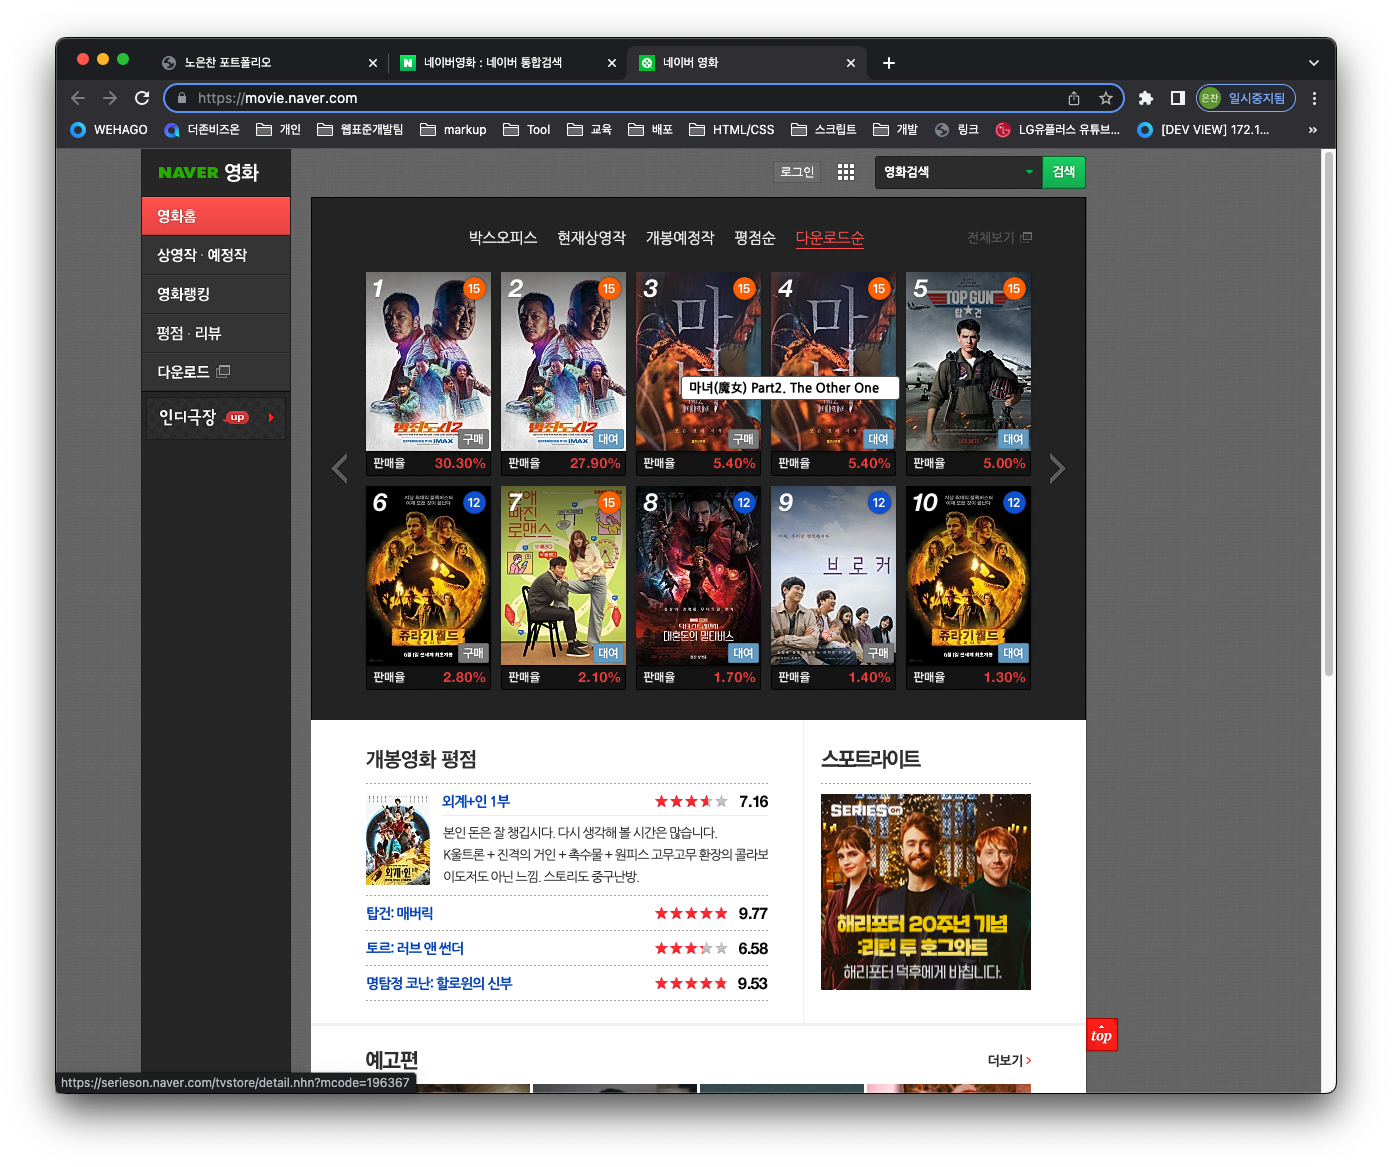 노은찬 포트폴리오
네이버영화 : 네이버 통합검색
네이버 영화
https://movie.naver.com
은찬 일시중지됨
WEHAGO
더존비즈온
개인
웹표준개발팀
markup
Tool
교육
배포
HTML/CSS
스크립트
개발
링크
LG유플러스 유튜브...
[DEV VIEW] 172.1...
»
NAVER 영화
로그인
영화검색
검색
영화홈
상영작 · 예정작
영화랭킹
평점 · 리뷰
다운로드
인디극장 up
박스오피스 현재상영작 개봉예정작 평점순 다운로드순 전체보기
1 15
범죄도시2
IMAX
구매
판매율 30.30%
2 15
범죄도시2
IMAX
대여
판매율 27.90%
3 15
마
구매
판매율 5.40%
4 15
마
대여
판매율 5.40%
마녀(魔女) Part2. The Other One
5 15
TOP GUN
탑 건
대여
판매율 5.00%
6 12
쥬라기월드
구매
판매율 2.80%
7 15
연애
빠진
로맨스
대여
판매율 2.10%
8 12
대혼돈의 멀티버스
대여
판매율 1.70%
9 12
브로커
구매
판매율 1.40%
10 12
쥬라기월드
대여
판매율 1.30%
개봉영화 평점
외계+인
외계+인 1부 7.16
본인 돈은 잘 챙깁시다. 다시 생각해 볼 시간은 많습니다.
K울트론 + 진격의 거인 + 촉수물 + 원피스 고무고무 환장의 콜라보
이도저도 아닌 느낌. 스토리도 중구난방.
탑건: 매버릭 9.77
토르: 러브 앤 썬더 6.58
명탐정 코난: 할로윈의 신부 9.53
스포트라이트
SERIES on
해리포터 20주년 기념
:리턴 투 호그와트
해리포터 덕후에게 바칩니다.
top
예고편
더보기
https://serieson.naver.com/tvstore/detail.nhn?mcode=196367